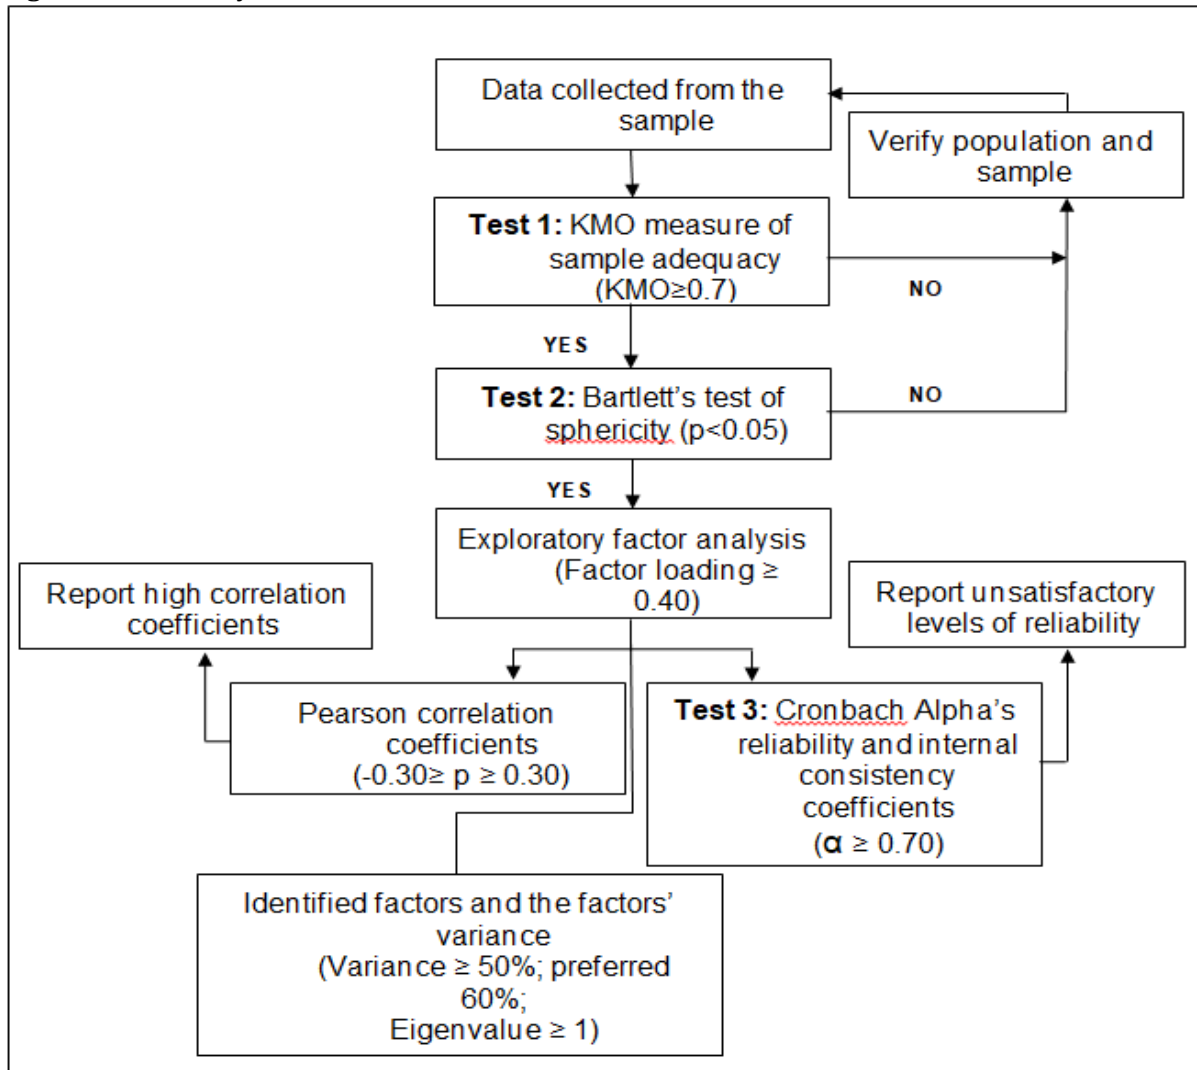 Data collected from the
sample
Verify population and
sample
Test 1: KMO measure of
sample adequacy
(KMO≥0.7)
NO
YES
Test 2: Bartlett’s test of
sphericity (p<0.05)
NO
YES
Exploratory factor analysis
(Factor loading ≥
0.40)
Report high correlation
coefficients
Report unsatisfactory
levels of reliability
Pearson correlation
coefficients
(-0.30≥ p ≥ 0.30)
Test 3: Cronbach Alpha’s
reliability and internal
consistency
coefficients
(α ≥ 0.70)
Identified factors and the factors’
variance
(Variance ≥ 50%; preferred
60%;
Eigenvalue ≥ 1)